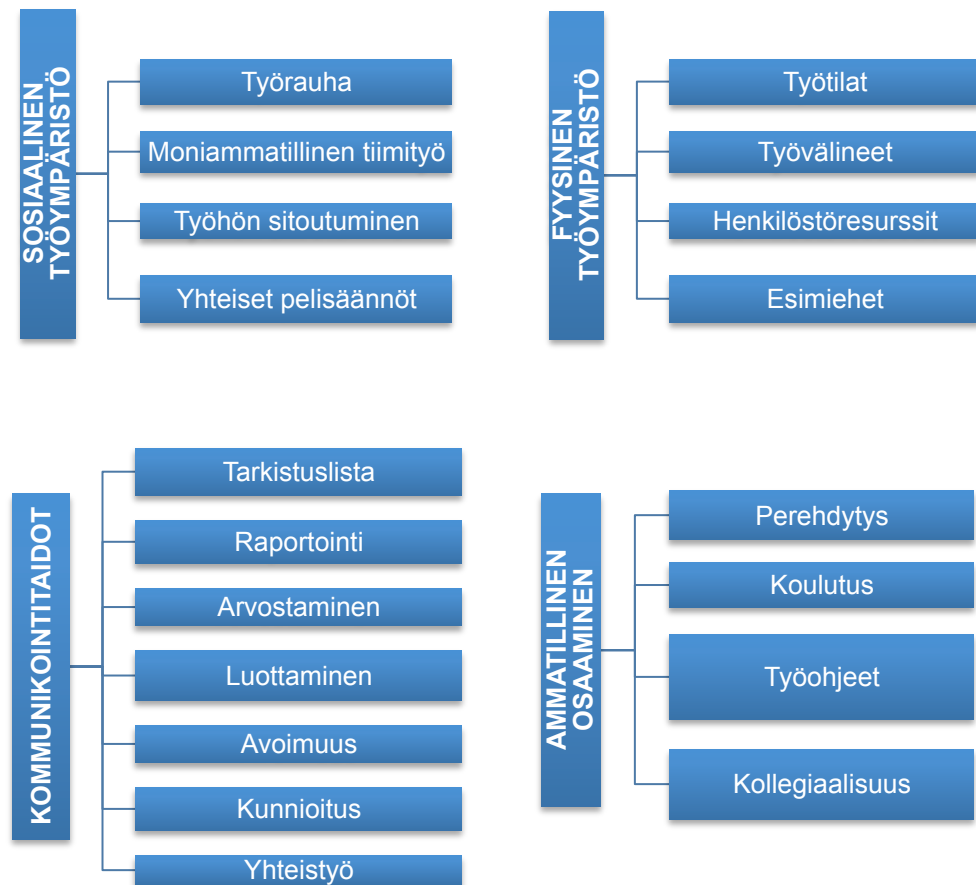 SOSIAALINEN
TYÖYMPÄRISTÖ
Työrauha
Moniammatillinen tiimityö
Työhön sitoutuminen
Yhteiset pelisäännöt
FYYSINEN
TYÖYMPÄRISTÖ
Työtilat
Työvälineet
Henkilöstöresurssit
Esimiehet
KOMMUNIKOINTITAIDOT
Tarkistuslista
Raportointi
Arvostaminen
Luottaminen
Avoimuus
Kunnioitus
Yhteistyö
AMMATILLINEN
OSAAMINEN
Perehdytys
Koulutus
Työohjeet
Kollegiaalisuus